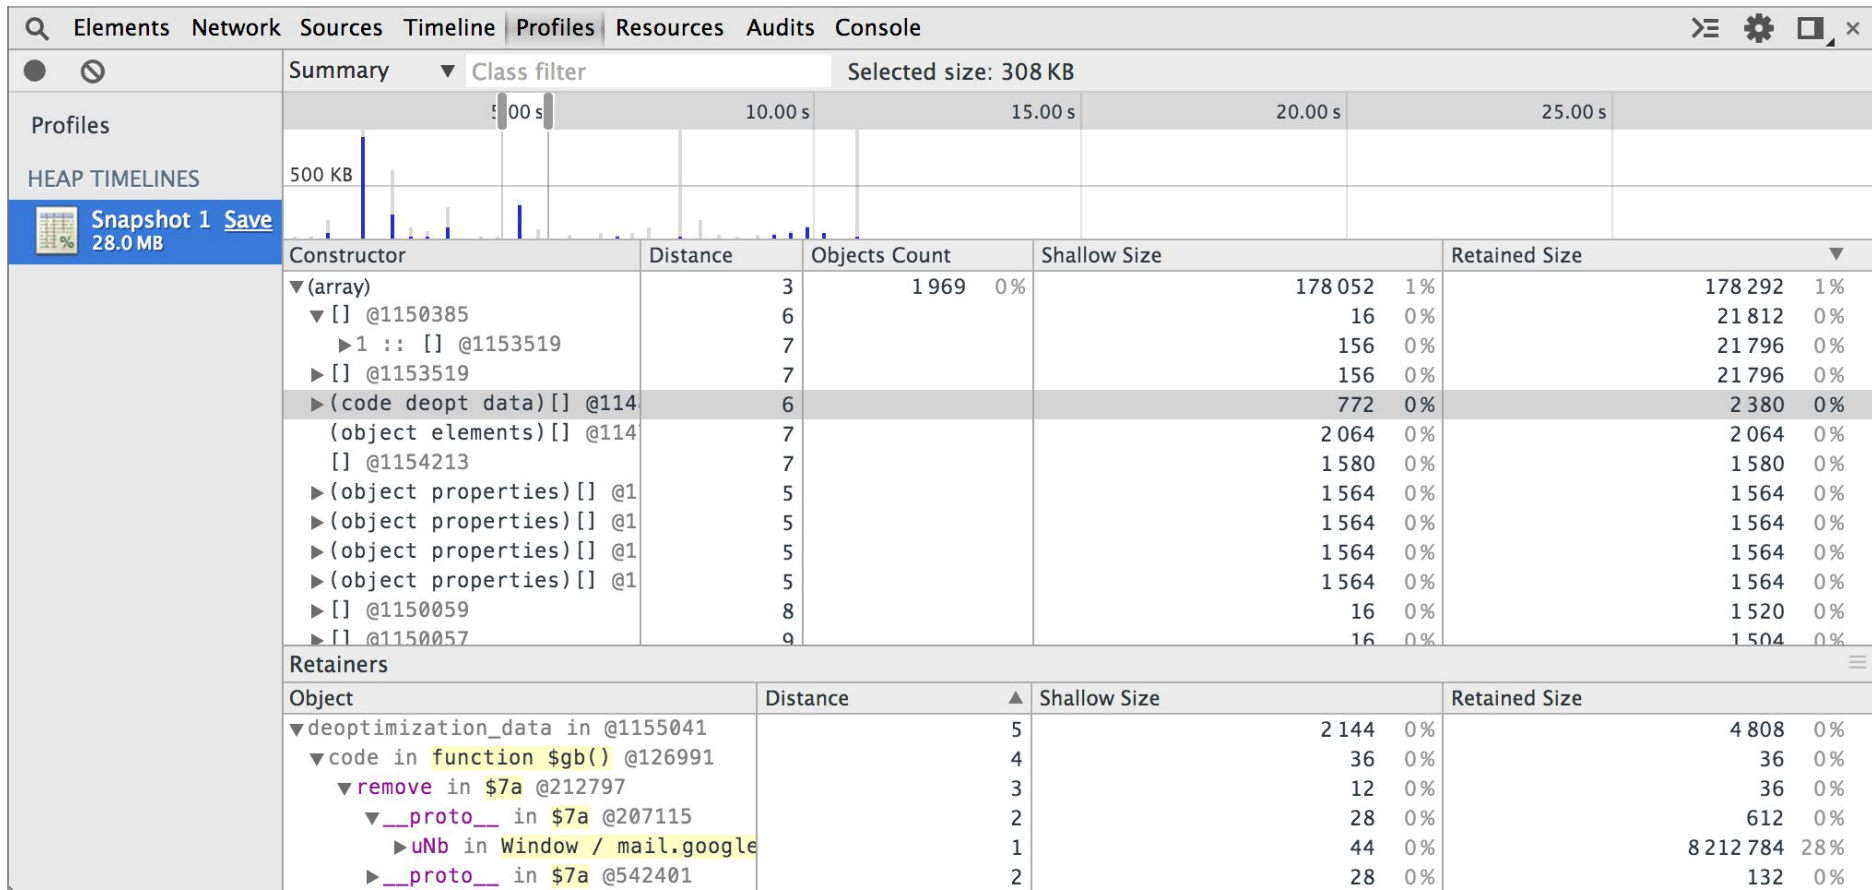 Elements Network Sources Timeline Profiles Resources Audits Console
Summary ▼ Class filter Selected size: 308 KB
Profiles
HEAP TIMELINES
Snapshot 1 Save
28.0 MB
5.00 s 10.00 s 15.00 s 20.00 s 25.00 s
500 KB
Constructor Distance Objects Count Shallow Size Retained Size ▼
▼(array) 3 1 969 0% 178 052 1% 178 292 1%
▼[] @1150385 6 16 0% 21 812 0%
▶1 :: [] @1153519 7 156 0% 21 796 0%
▶[] @1153519 7 156 0% 21 796 0%
▶(code deopt data)[] @114 6 772 0% 2 380 0%
(object elements)[] @114 7 2 064 0% 2 064 0%
[] @1154213 7 1 580 0% 1 580 0%
▶(object properties)[] @1 5 1 564 0% 1 564 0%
▶(object properties)[] @1 5 1 564 0% 1 564 0%
▶(object properties)[] @1 5 1 564 0% 1 564 0%
▶(object properties)[] @1 5 1 564 0% 1 564 0%
▶[] @1150059 8 16 0% 1 520 0%
▶[] @1150057 9 16 0% 1 504 0%
Retainers
Object Distance ▲ Shallow Size Retained Size
▼deoptimization_data in @1155041 5 2 144 0% 4 808 0%
▼code in function $gb() @126991 4 36 0% 36 0%
▼remove in $7a @212797 3 12 0% 36 0%
▼__proto__ in $7a @207115 2 28 0% 612 0%
▶uNb in Window / mail.google 1 44 0% 8 212 784 28%
▶__proto__ in $7a @542401 2 28 0% 132 0%